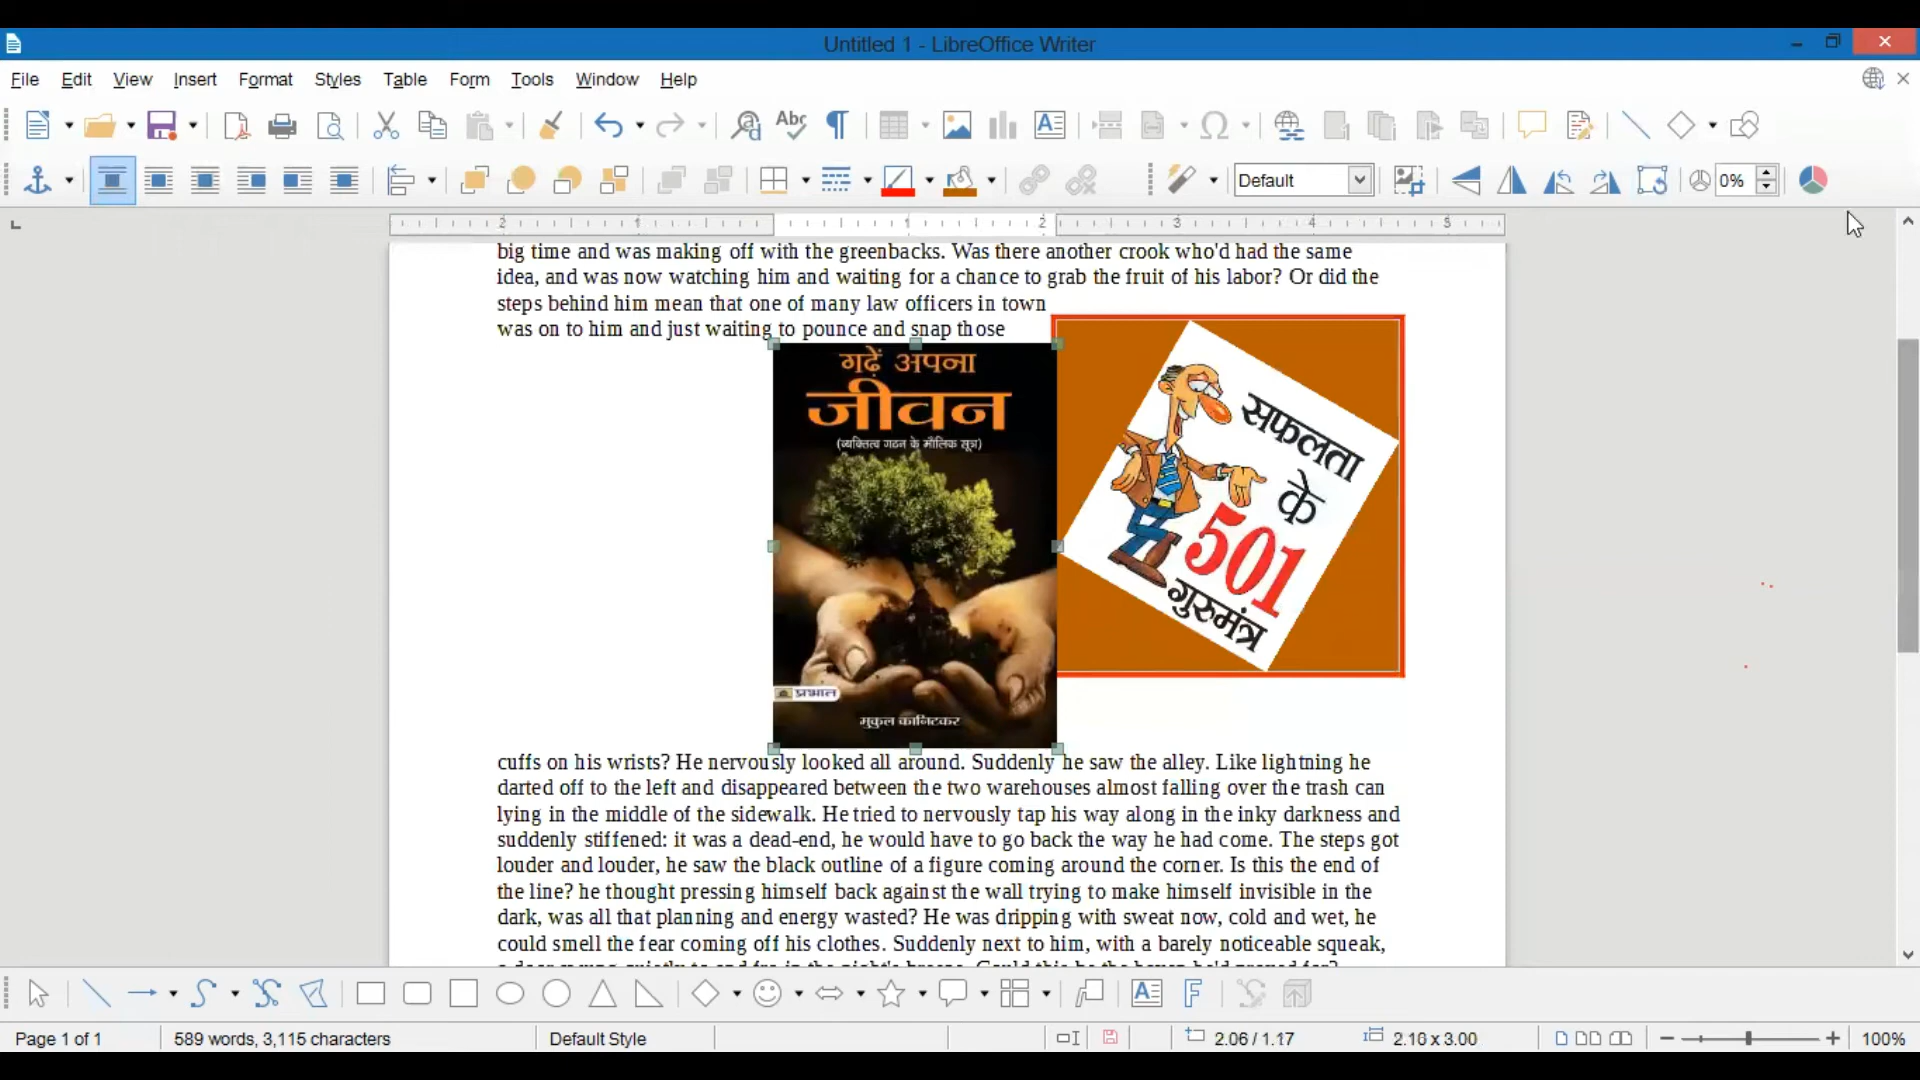 Untitled 1 - LibreOffice Writer
File Edit View Insert Format Styles Table Form Tools Window Help
Abc
Default
0%
2 1 1 2 3 4 5
big time and was making off with the greenbacks. Was there another crook who'd had the same
idea, and was now watching him and waiting for a chance to grab the fruit of his labor? Or did the
steps behind him mean that one of many law officers in town
was on to him and just waiting to pounce and snap those
गढ़ें अपना
जीवन
(व्यक्तित्व गठन के मौलिक सूत्र)
प्रभात
मुकुल कानिटकर
सफलता
के
501
गुरुमंत्र
cuffs on his wrists? He nervously looked all around. Suddenly he saw the alley. Like lightning he
darted off to the left and disappeared between the two warehouses almost falling over the trash can
lying in the middle of the sidewalk. He tried to nervously tap his way along in the inky darkness and
suddenly stiffened: it was a dead-end, he would have to go back the way he had come. The steps got
louder and louder, he saw the black outline of a figure coming around the corner. Is this the end of
the line? he thought pressing himself back against the wall trying to make himself invisible in the
dark, was all that planning and energy wasted? He was dripping with sweat now, cold and wet, he
could smell the fear coming off his clothes. Suddenly next to him, with a barely noticeable squeak,
Page 1 of 1
589 words, 3,115 characters
Default Style
2.06 / 1.17
2.10 x 3.00
100%